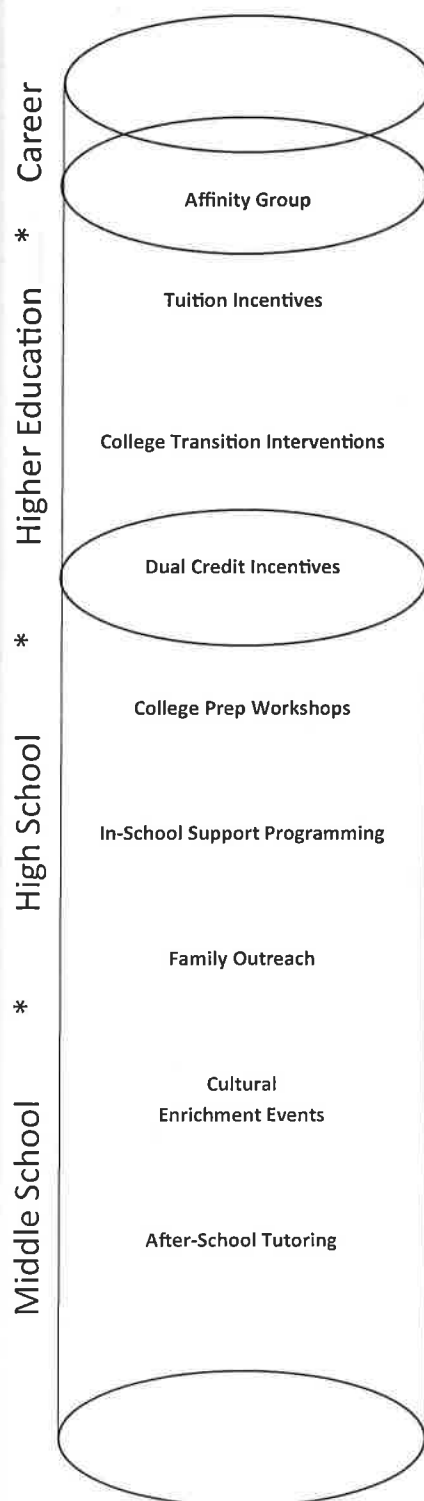 Career
*
Higher Education
*
High School
*
Middle School
Affinity Group
Tuition Incentives
College Transition Interventions
Dual Credit Incentives
College Prep Workshops
In-School Support Programming
Family Outreach
Cultural
Enrichment Events
After-School Tutoring